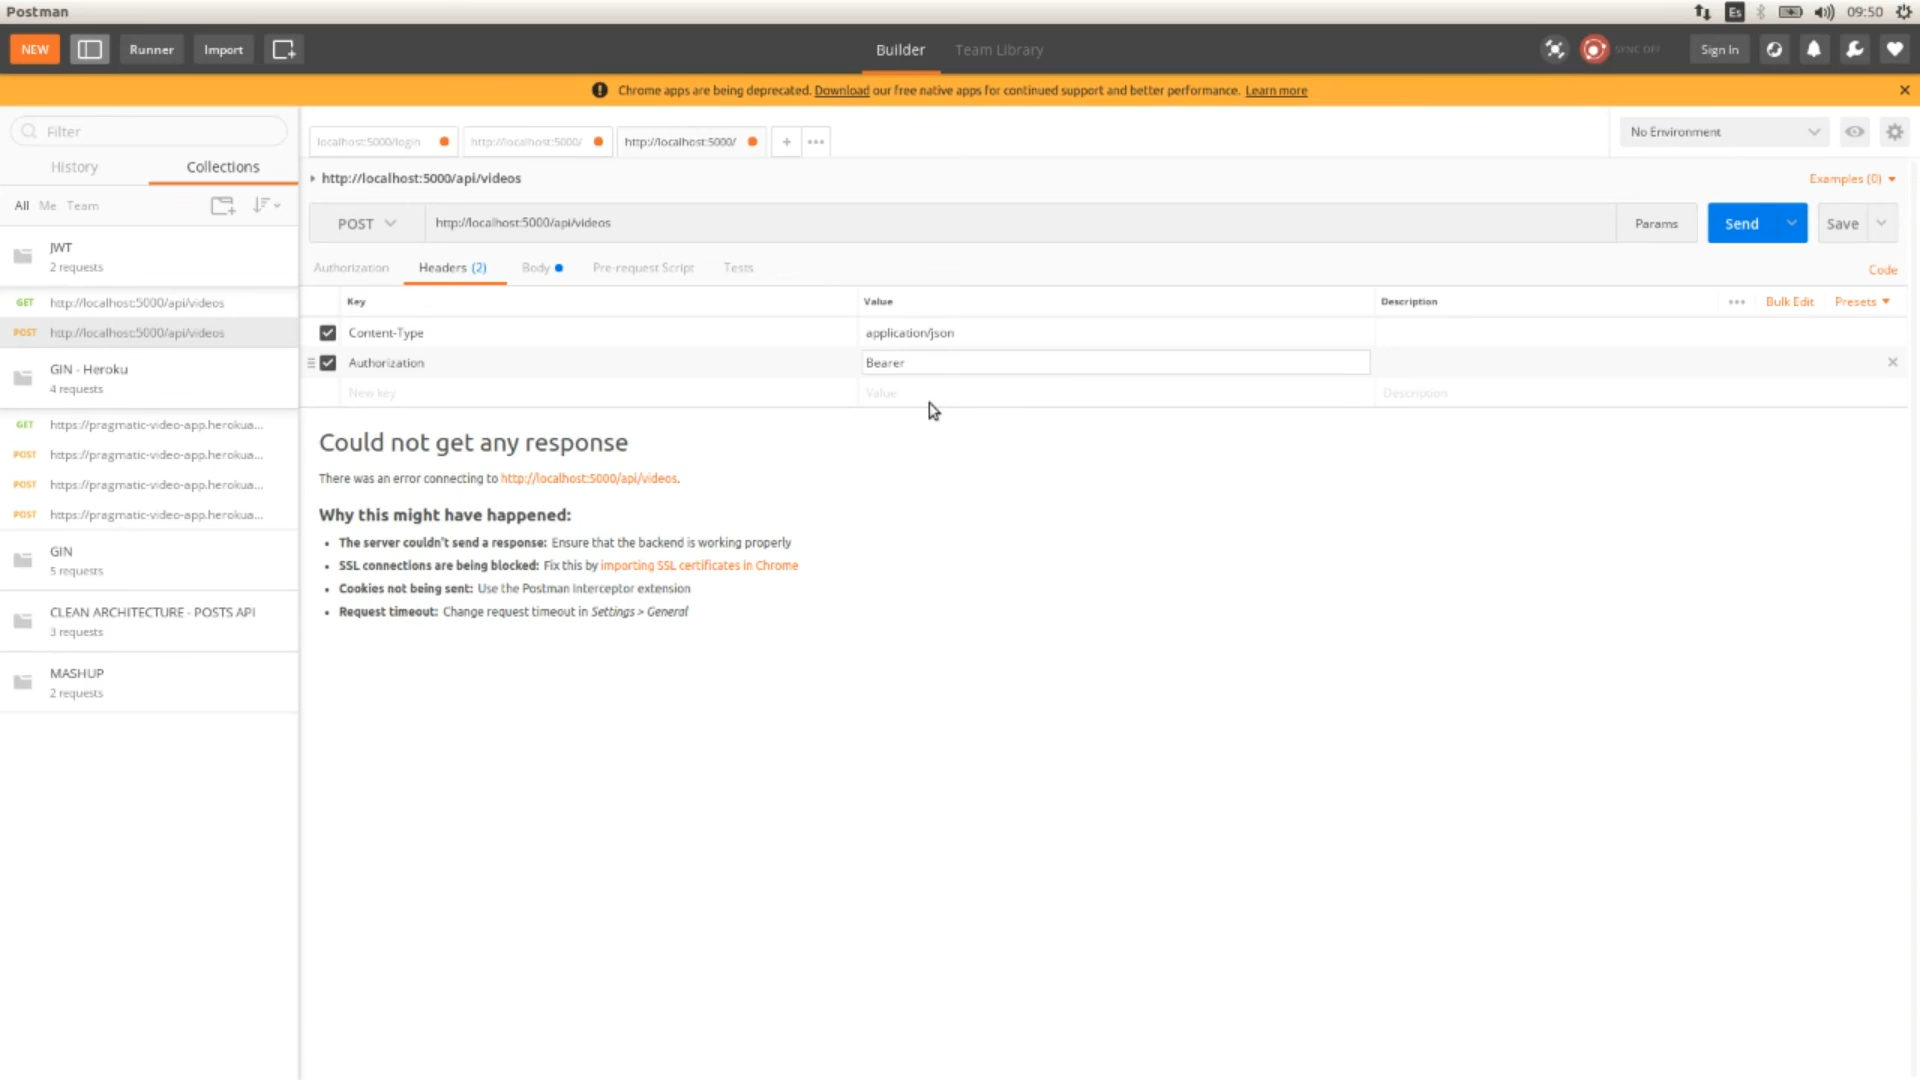 Postman
Es
09:50
NEW
Runner
Import
Builder
Team Library
SYNC OFF
Sign In
Chrome apps are being deprecated. Download our free native apps for continued support and better performance. Learn more
Filter
History
Collections
All Me Team
JWT
2 requests
GET http://localhost:5000/api/videos
POST http://localhost:5000/api/videos
GIN - Heroku
4 requests
GET https://pragmatic-video-app.herokua...
POST https://pragmatic-video-app.herokua...
POST https://pragmatic-video-app.herokua...
POST https://pragmatic-video-app.herokua...
GIN
5 requests
CLEAN ARCHITECTURE - POSTS API
3 requests
MASHUP
2 requests
localhost:5000/login
http://localhost:5000/
http://localhost:5000/
No Environment
http://localhost:5000/api/videos
Examples (0)
POST
http://localhost:5000/api/videos
Params
Send
Save
Authorization
Headers (2)
Body
Pre-request Script
Tests
Code
Key
Value
Description
Bulk Edit
Presets
Content-Type
application/json
Authorization
Bearer
New key
Value
Description
Could not get any response
There was an error connecting to http://localhost:5000/api/videos.
Why this might have happened:
• The server couldn't send a response: Ensure that the backend is working properly
• SSL connections are being blocked: Fix this by importing SSL certificates in Chrome
• Cookies not being sent: Use the Postman Interceptor extension
• Request timeout: Change request timeout in Settings > General